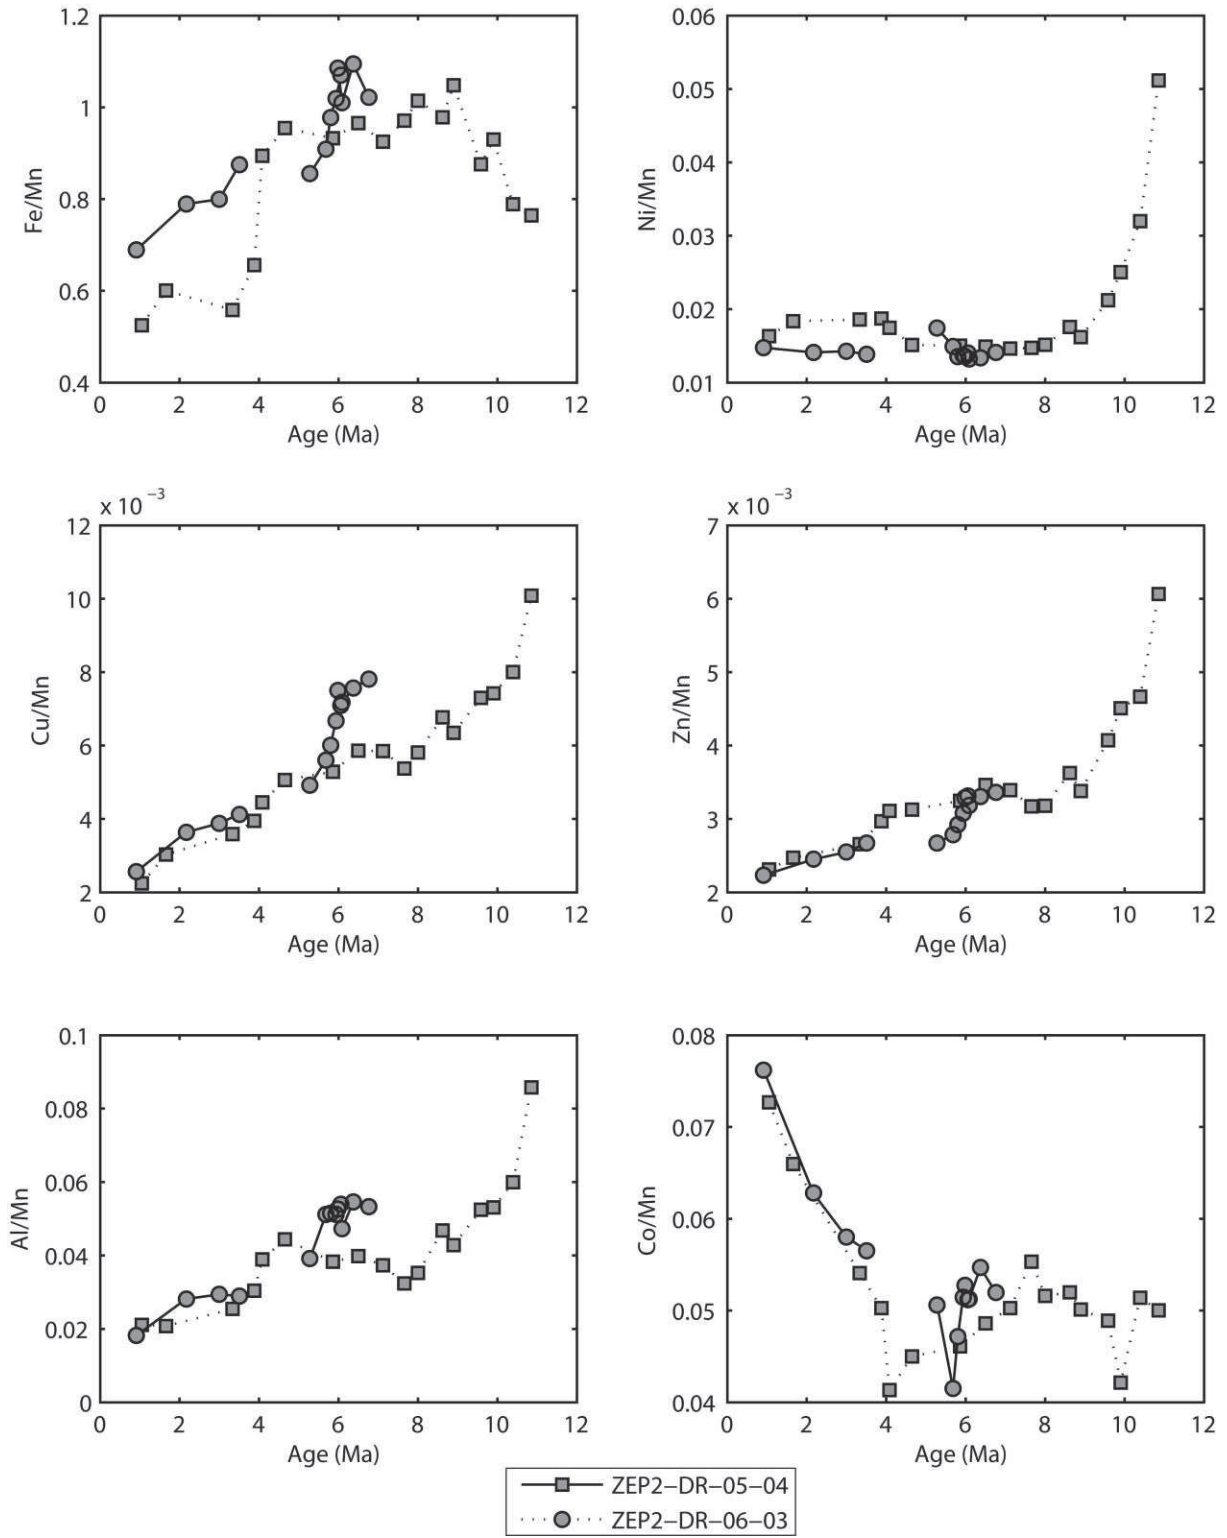 1.2
1
0.8
0.6
0.4
Fe/Mn
0 2 4 6 8 10 12
Age (Ma)
0.06
0.05
0.04
0.03
0.02
0.01
Ni/Mn
0 2 4 6 8 10 12
Age (Ma)
x 10 −3
12
10
8
6
4
2
Cu/Mn
0 2 4 6 8 10 12
Age (Ma)
x 10 −3
7
6
5
4
3
2
Zn/Mn
0 2 4 6 8 10 12
Age (Ma)
0.1
0.08
0.06
0.04
0.02
0
Al/Mn
0 2 4 6 8 10 12
Age (Ma)
0.08
0.07
0.06
0.05
0.04
Co/Mn
0 2 4 6 8 10 12
Age (Ma)
ZEP2−DR−05−04
ZEP2−DR−06−03